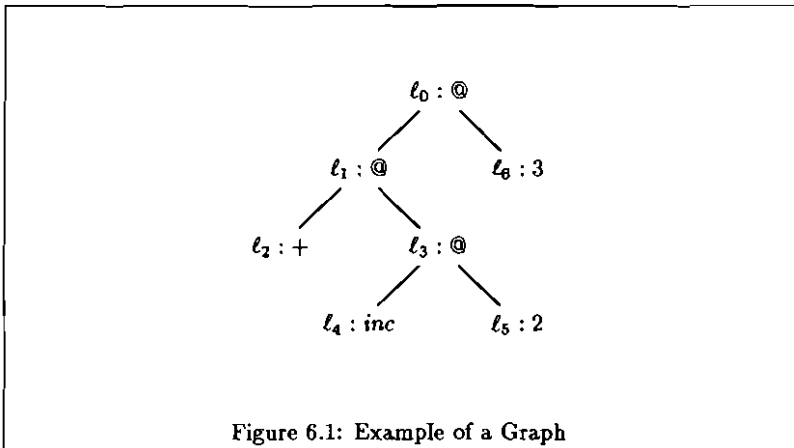 ℓ₀ : @
ℓ₁ : @
ℓ₆ : 3
ℓ₂ : +
ℓ₃ : @
ℓ₄ : inc
ℓ₅ : 2
Figure 6.1: Example of a Graph